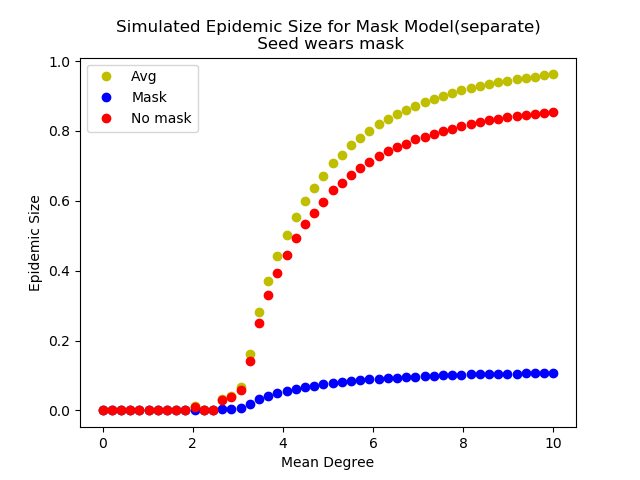 Simulated Epidemic Size for Mask Model(separate)
Seed wears mask
Avg
Mask
No mask
1.0
0.8
0.6
0.4
0.2
0.0
Epidemic Size
0 2 4 6 8 10
Mean Degree